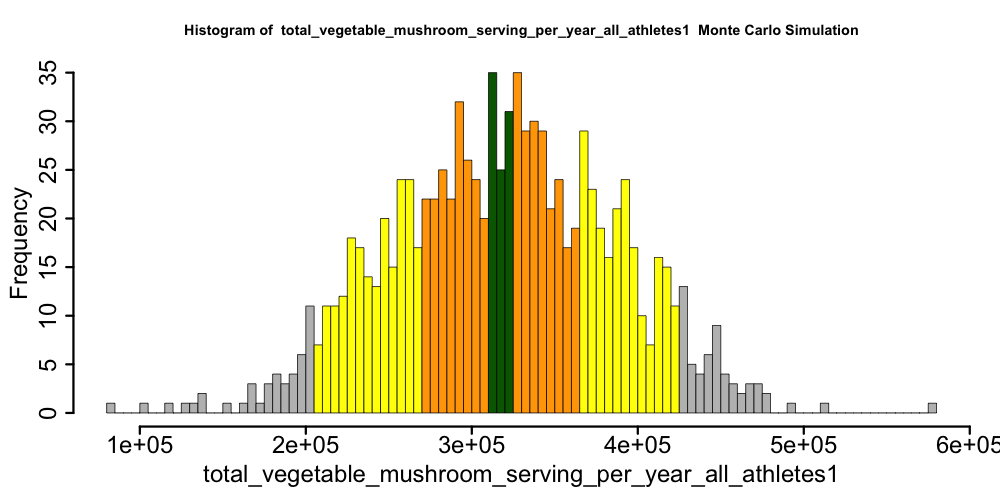 Histogram of total_vegetable_mushroom_serving_per_year_all_athletes1 Monte Carlo Simulation
Frequency
35
30
25
20
15
10
5
0
1e+05 2e+05 3e+05 4e+05 5e+05 6e+05
total_vegetable_mushroom_serving_per_year_all_athletes1